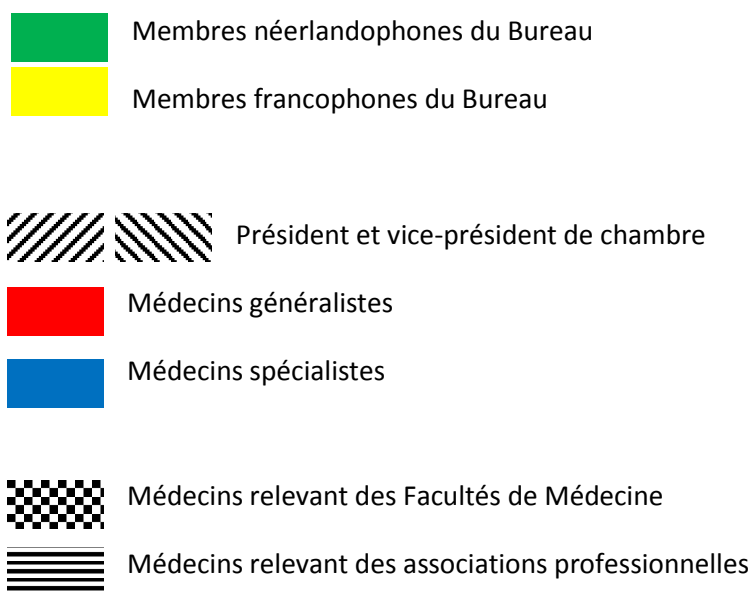 Membres néerlandophones du Bureau
Membres francophones du Bureau
Président et vice-président de chambre
Médecins généralistes
Médecins spécialistes
Médecins relevant des Facultés de Médecine
Médecins relevant des associations professionnelles